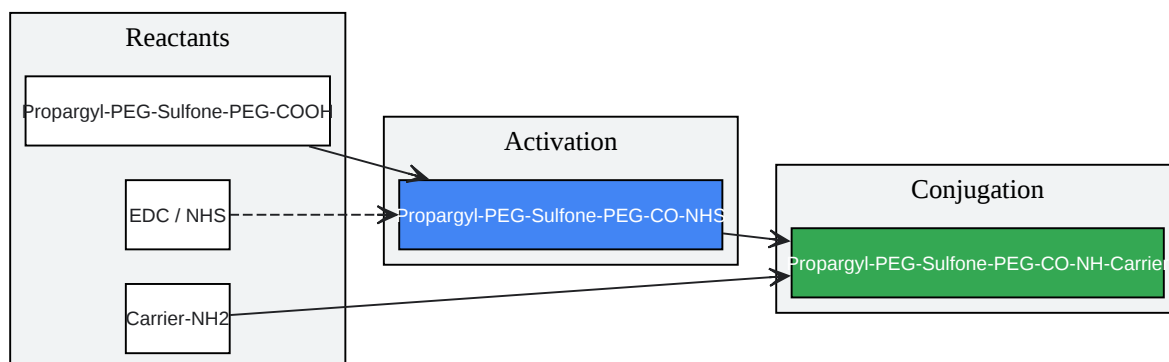 Reactants
Propargyl-PEG-Sulfone-PEG-COOH
EDC / NHS
Carrier-NH2
Activation
Propargyl-PEG-Sulfone-PEG-CO-NHS
Conjugation
Propargyl-PEG-Sulfone-PEG-CO-NH-Carrier